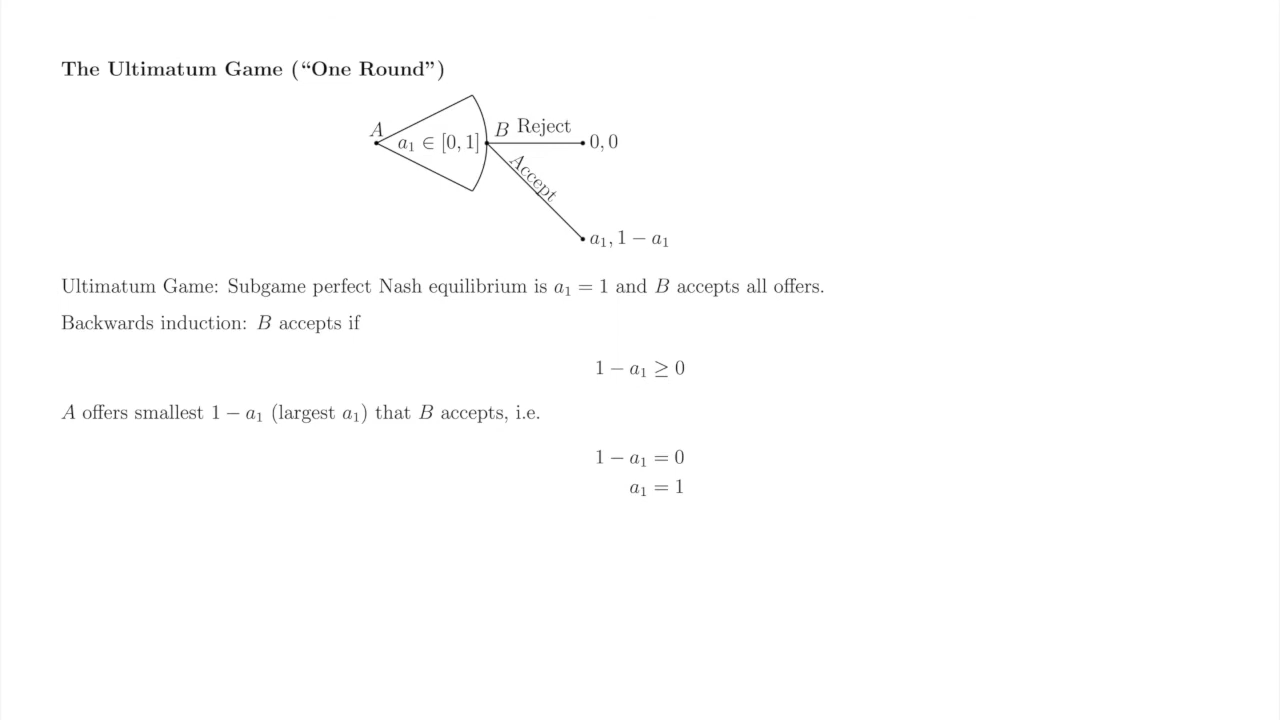 The Ultimatum Game (“One Round”)
A
a₁ ∈ [0, 1]
B
Reject
0, 0
Accept
a₁, 1 − a₁
Ultimatum Game: Subgame perfect Nash equilibrium is a₁ = 1 and B accepts all offers.
Backwards induction: B accepts if
1 − a₁ ≥ 0
A offers smallest 1 − a₁ (largest a₁) that B accepts, i.e.
1 − a₁ = 0
a₁ = 1